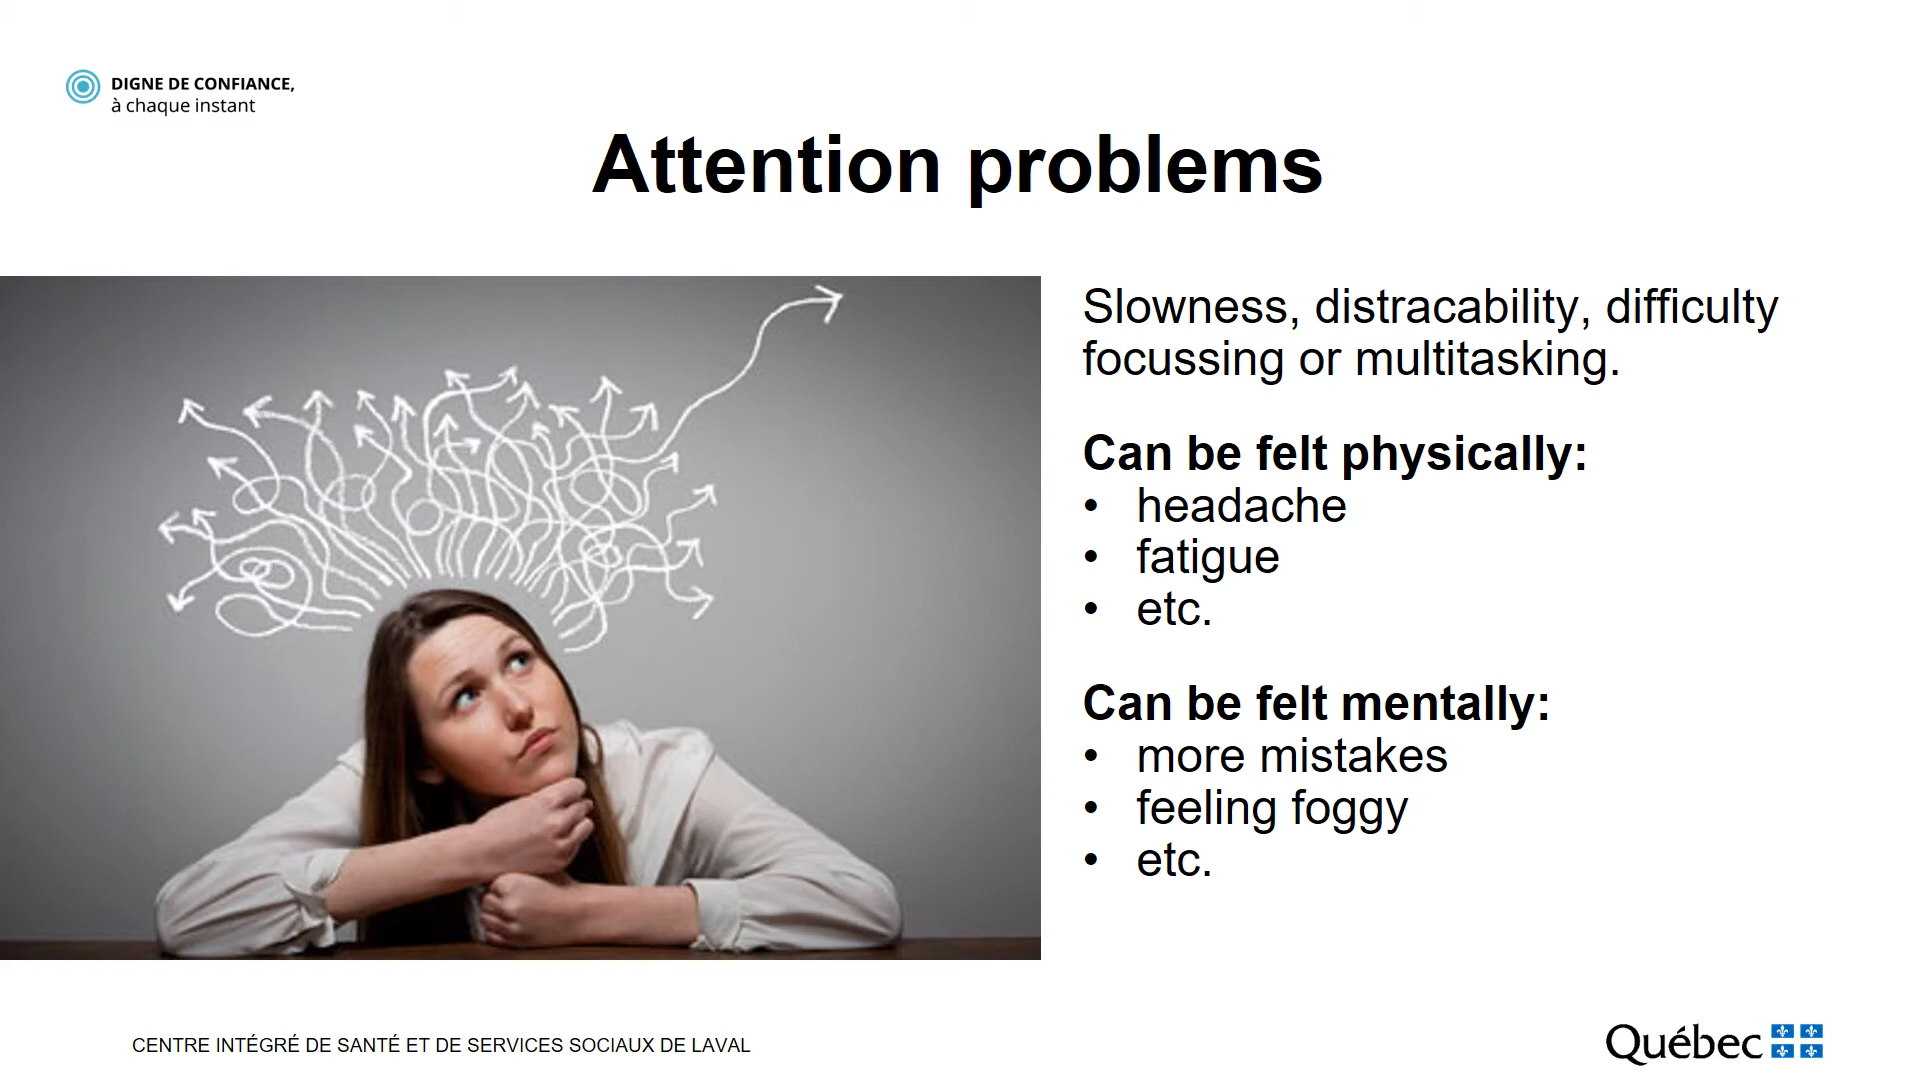 DIGNE DE CONFIANCE,
à chaque instant
Attention problems
Slowness, distracability, difficulty
focussing or multitasking.
Can be felt physically:
• headache
• fatigue
• etc.
Can be felt mentally:
• more mistakes
• feeling foggy
• etc.
CENTRE INTÉGRÉ DE SANTÉ ET DE SERVICES SOCIAUX DE LAVAL
Québec